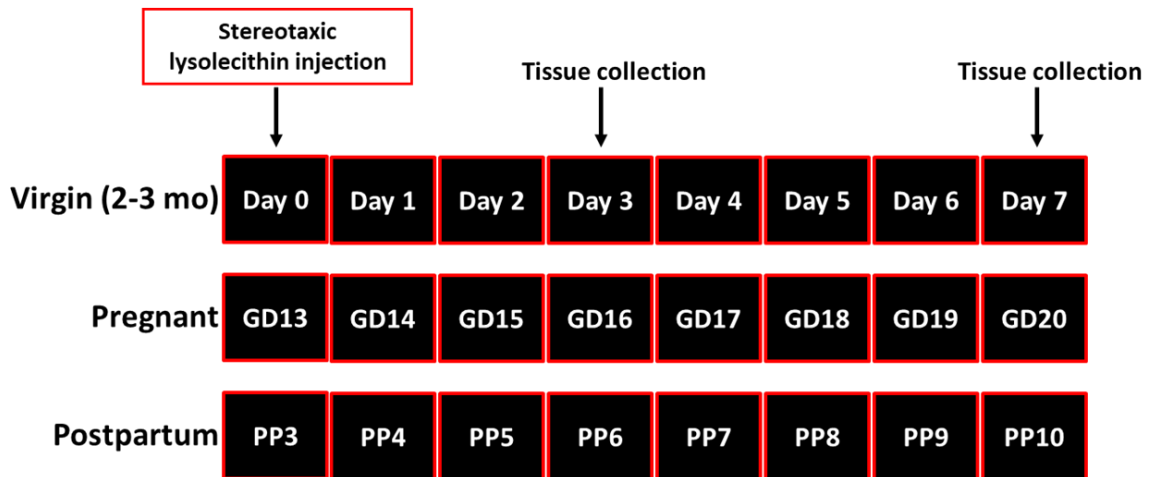 Stereotaxic
lysolecithin injection
Tissue collection
Tissue collection
Virgin (2-3 mo) Day 0 Day 1 Day 2 Day 3 Day 4 Day 5 Day 6 Day 7
Pregnant GD13 GD14 GD15 GD16 GD17 GD18 GD19 GD20
Postpartum PP3 PP4 PP5 PP6 PP7 PP8 PP9 PP10